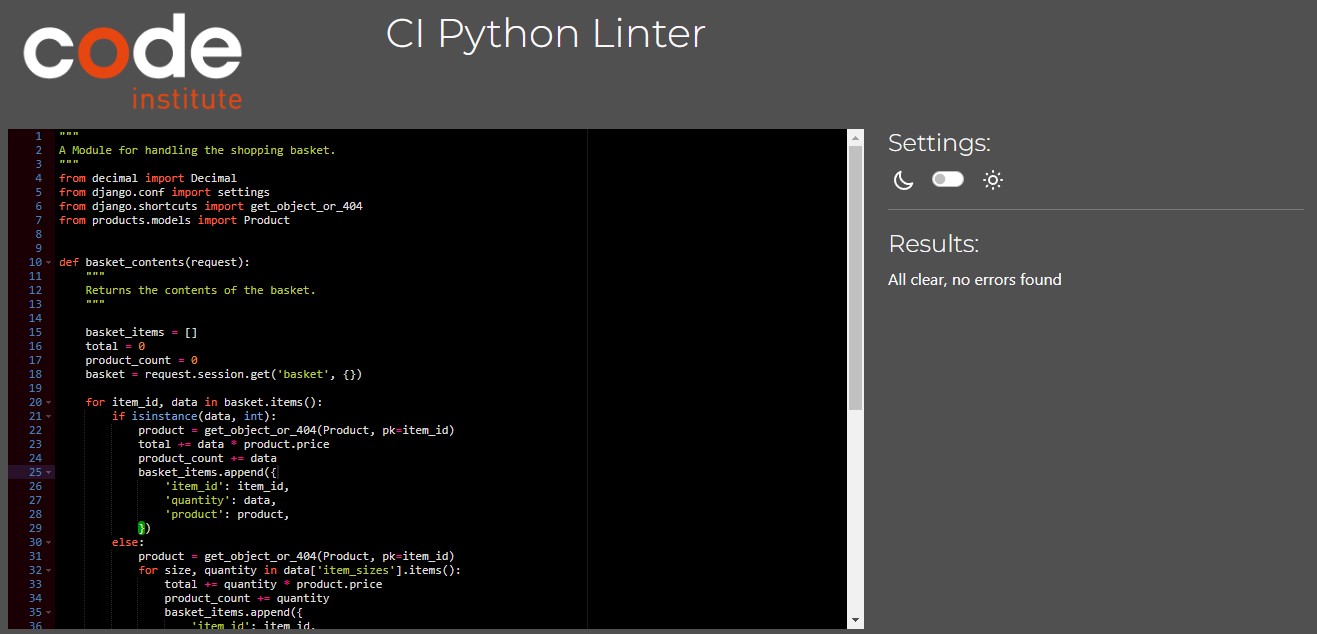 code
institute
CI Python Linter
1 """
2 A Module for handling the shopping basket.
3 """
4 from decimal import Decimal
5 from django.conf import settings
6 from django.shortcuts import get_object_or_404
7 from products.models import Product
8
9
10 def basket_contents(request):
11     """
12     Returns the contents of the basket.
13     """
14
15     basket_items = []
16     total = 0
17     product_count = 0
18     basket = request.session.get('basket', {})
19
20     for item_id, data in basket.items():
21         if isinstance(data, int):
22             product = get_object_or_404(Product, pk=item_id)
23             total += data * product.price
24             product_count += data
25             basket_items.append({
26                 'item_id': item_id,
27                 'quantity': data,
28                 'product': product,
29             })
30         else:
31             product = get_object_or_404(Product, pk=item_id)
32             for size, quantity in data['item_sizes'].items():
33                 total += quantity * product.price
34                 product_count += quantity
35                 basket_items.append({
36                     'item_id': item_id,
Settings:
Results:
All clear, no errors found